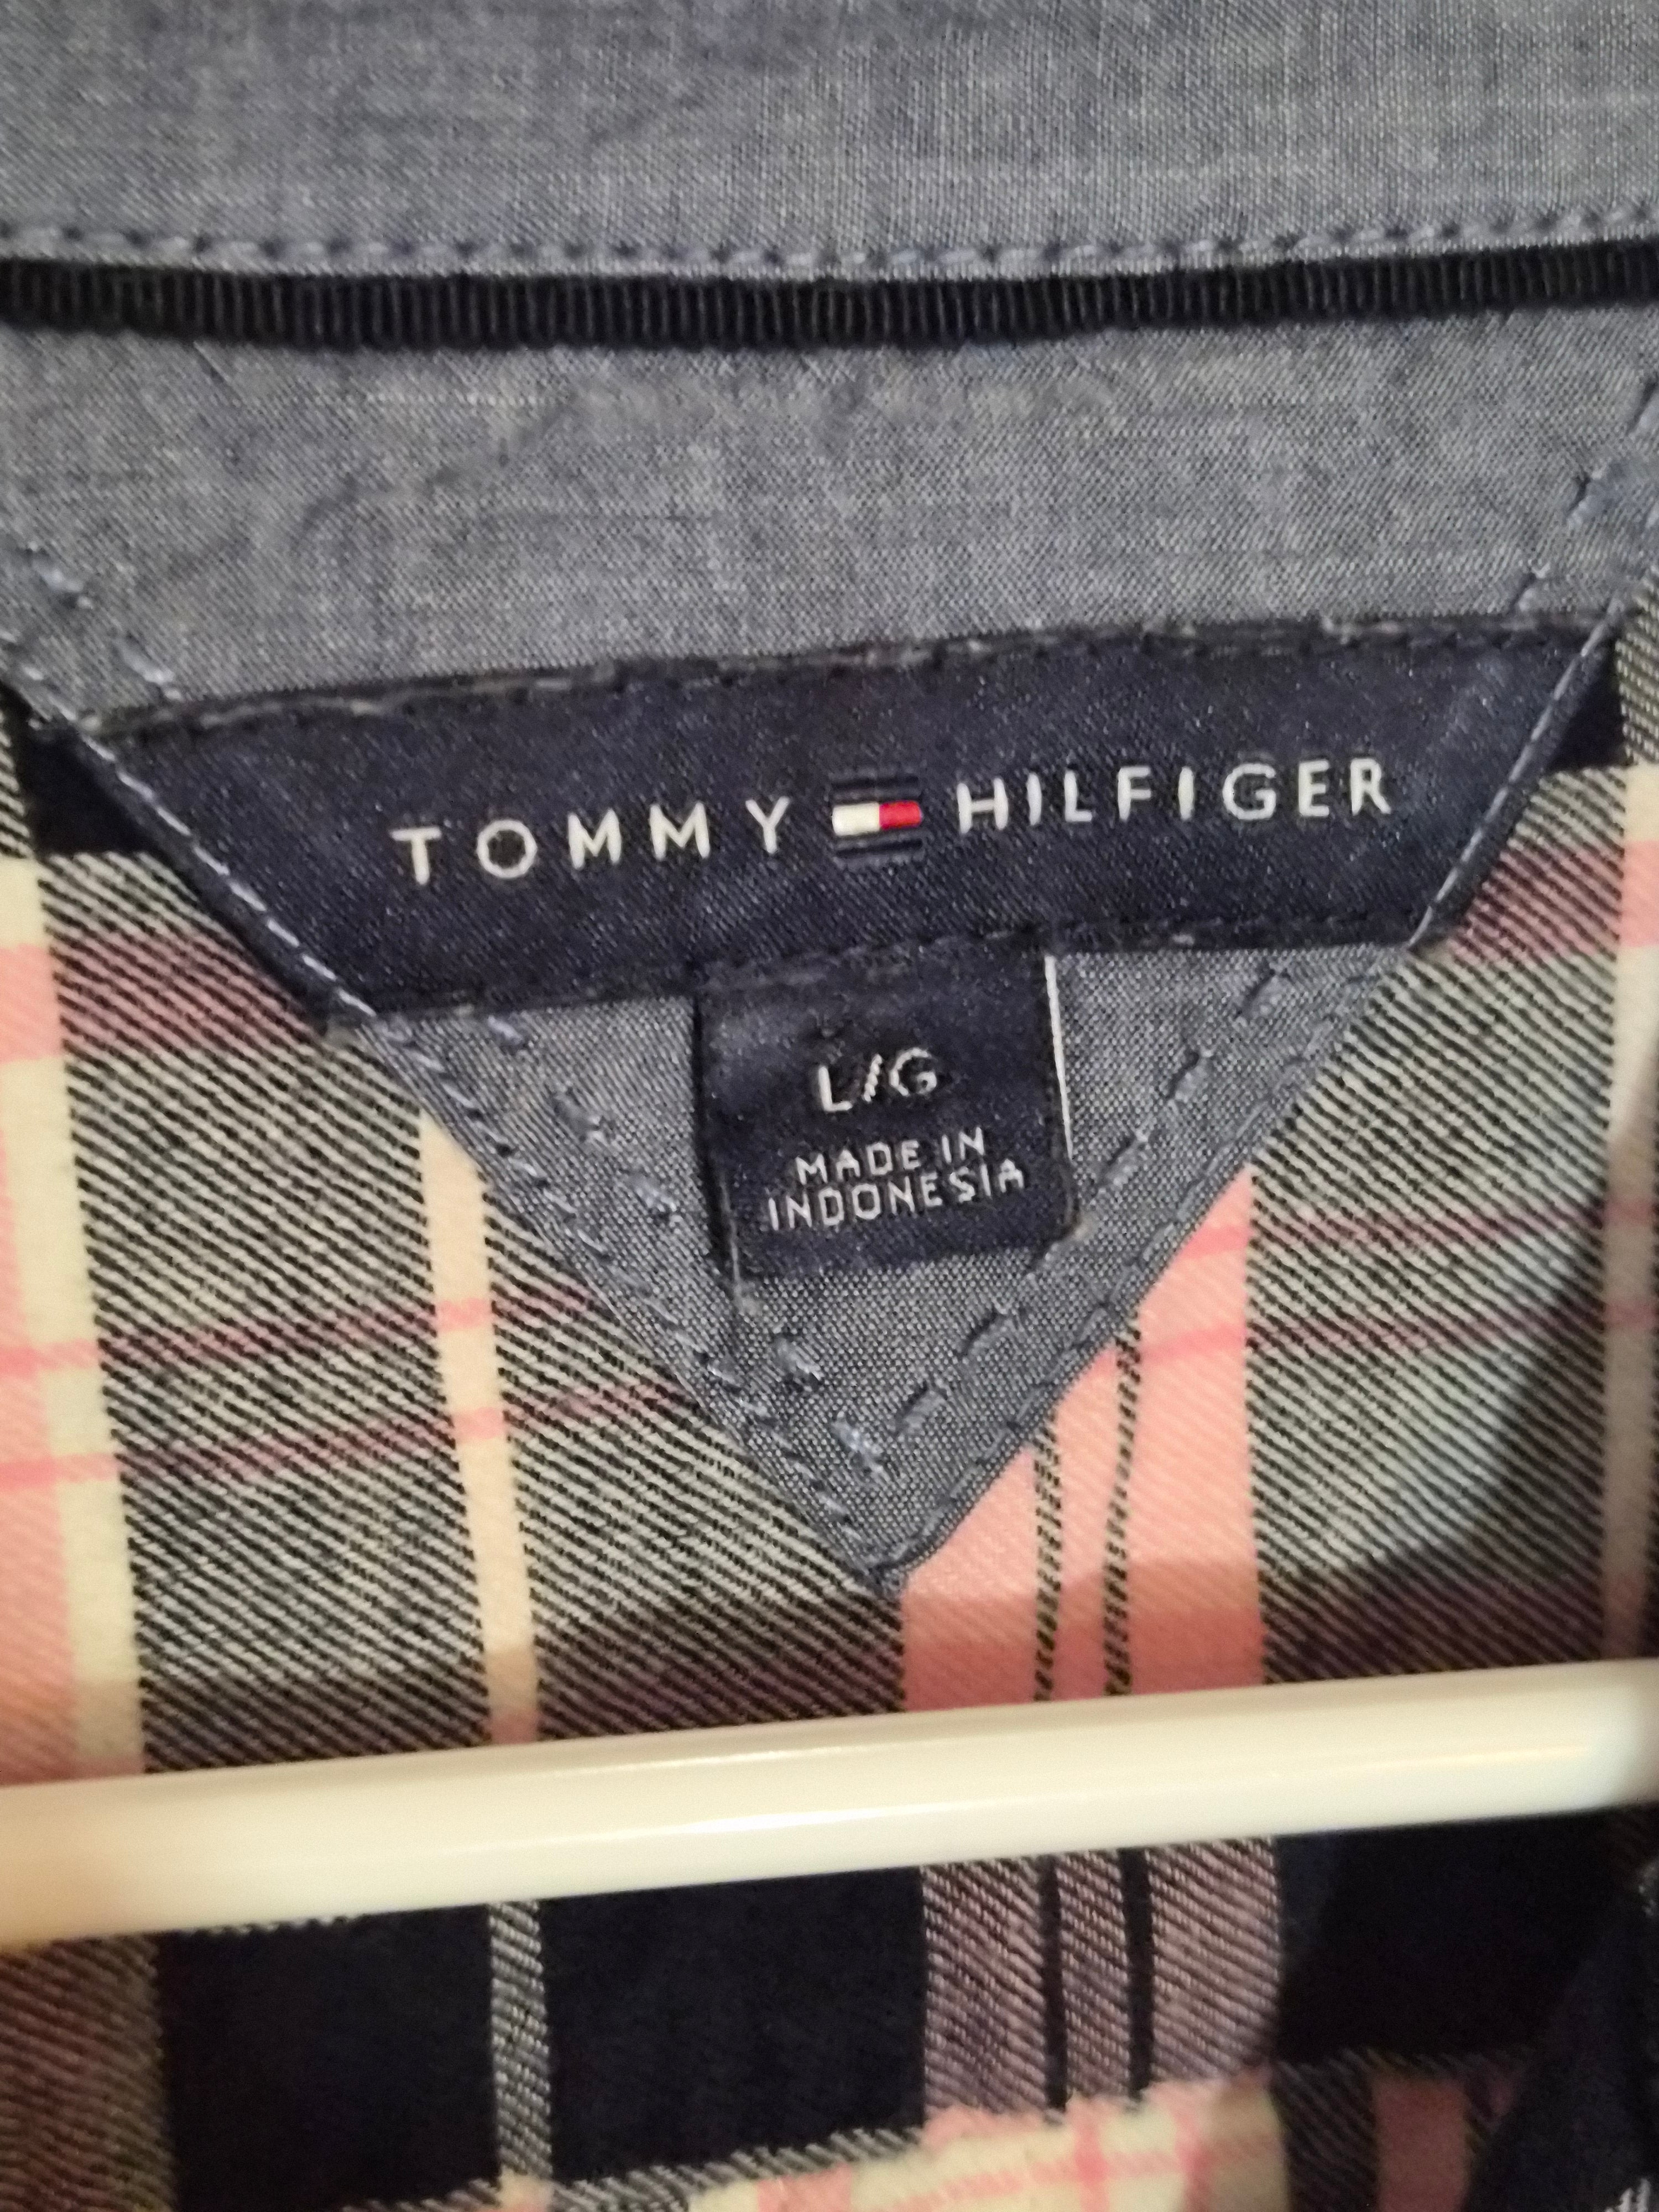 TOMMY HILFIGER
L/G
MADE IN
INDONESIA